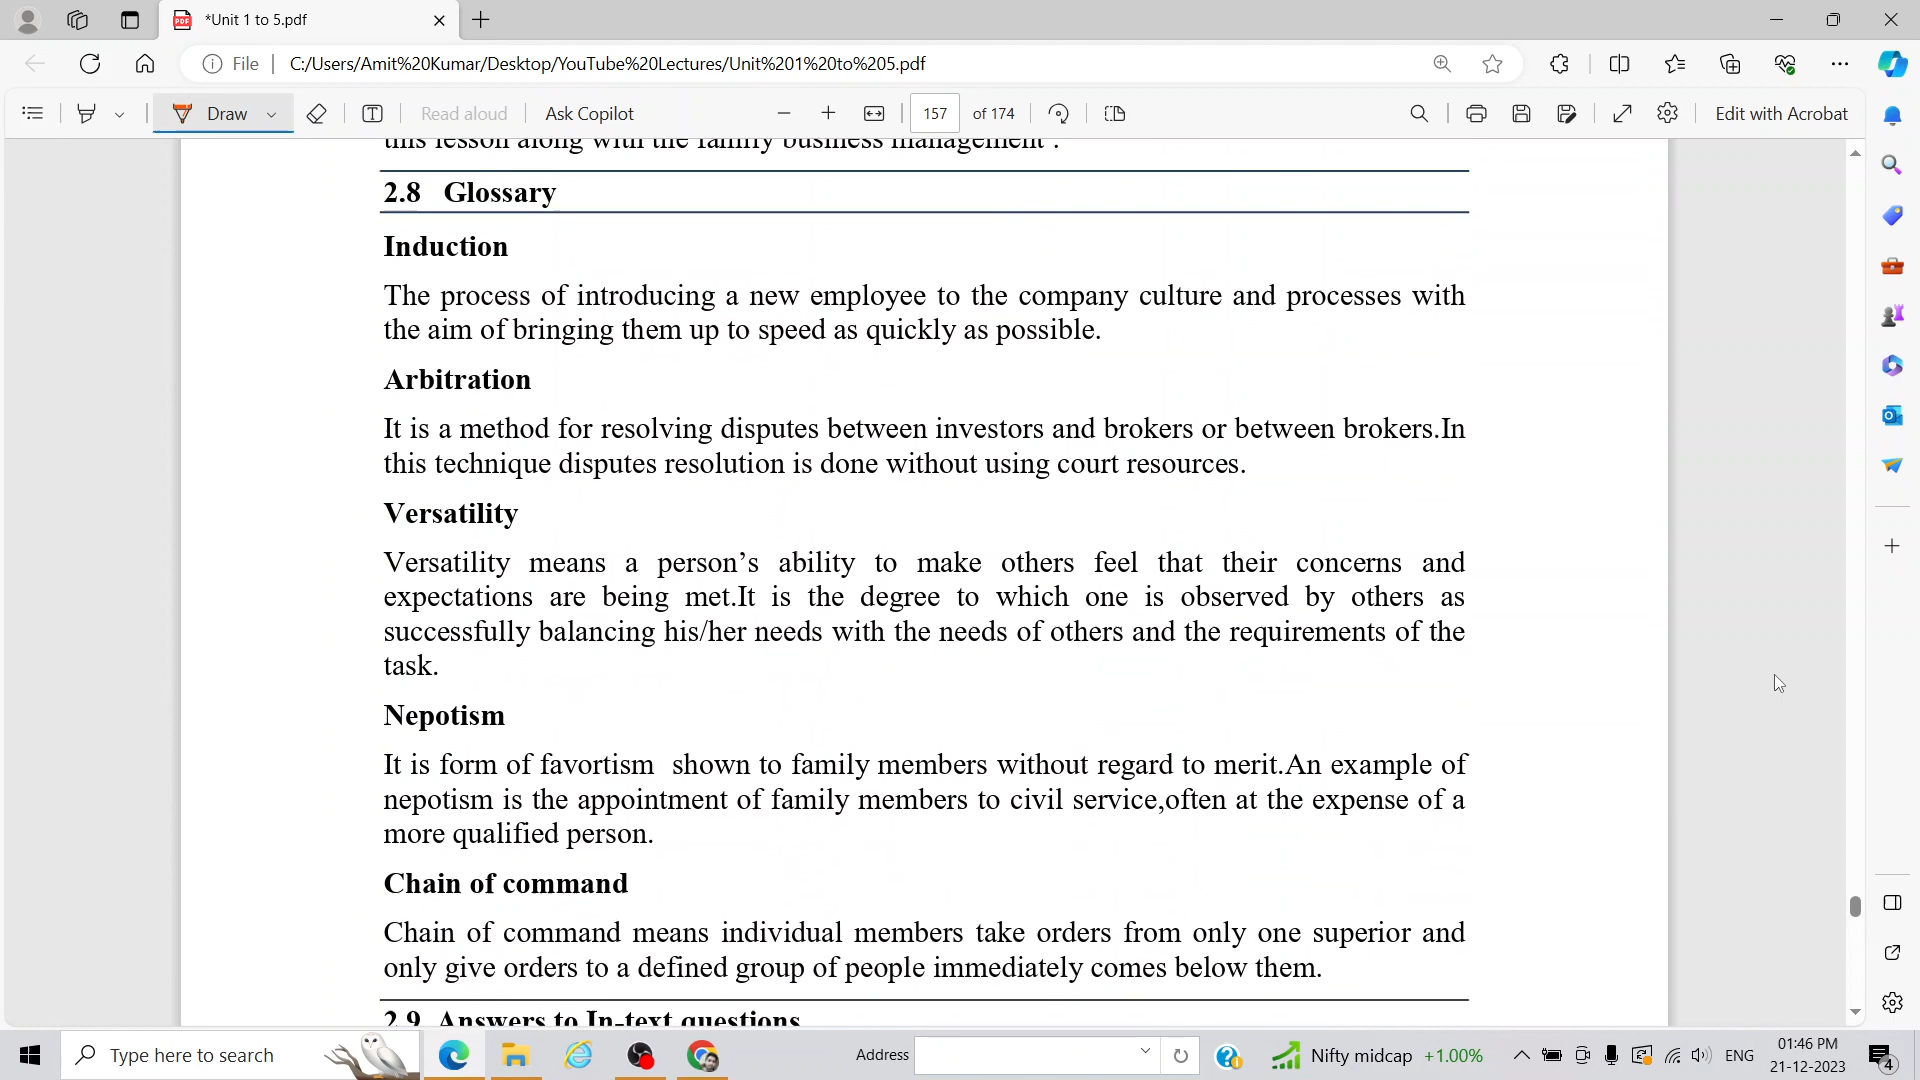 *Unit 1 to 5.pdf
File
C:/Users/Amit%20Kumar/Desktop/YouTube%20Lectures/Unit%201%20to%205.pdf
Draw
Read aloud
Ask Copilot
157
of 174
Edit with Acrobat
this lesson along with the family business management .
2.8 Glossary
Induction
The process of introducing a new employee to the company culture and processes with
the aim of bringing them up to speed as quickly as possible.
Arbitration
It is a method for resolving disputes between investors and brokers or between brokers.In
this technique disputes resolution is done without using court resources.
Versatility
Versatility means a person’s ability to make others feel that their concerns and
expectations are being met.It is the degree to which one is observed by others as
successfully balancing his/her needs with the needs of others and the requirements of the
task.
Nepotism
It is form of favortism shown to family members without regard to merit.An example of
nepotism is the appointment of family members to civil service,often at the expense of a
more qualified person.
Chain of command
Chain of command means individual members take orders from only one superior and
only give orders to a defined group of people immediately comes below them.
2.9 Answers to In-text questions
Type here to search
Address
Nifty midcap +1.00%
ENG
01:46 PM
21-12-2023
4